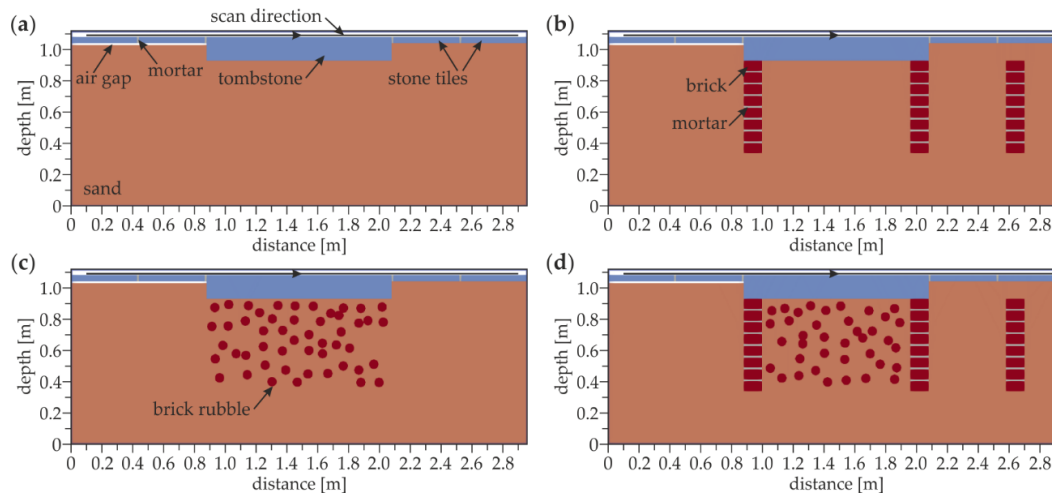 (a)
scan direction
1.0
0.8
0.6
0.4
0.2
0
depth [m]
air gap
mortar
tombstone
stone tiles
sand
0 0.2 0.4 0.6 0.8 1.0 1.2 1.4 1.6 1.8 2.0 2.2 2.4 2.6 2.8
distance [m]
(b)
1.0
0.8
0.6
0.4
0.2
0
depth [m]
brick
mortar
0 0.2 0.4 0.6 0.8 1.0 1.2 1.4 1.6 1.8 2.0 2.2 2.4 2.6 2.8
distance [m]
(c)
1.0
0.8
0.6
0.4
0.2
0
depth [m]
brick rubble
0 0.2 0.4 0.6 0.8 1.0 1.2 1.4 1.6 1.8 2.0 2.2 2.4 2.6 2.8
distance [m]
(d)
1.0
0.8
0.6
0.4
0.2
0
depth [m]
0 0.2 0.4 0.6 0.8 1.0 1.2 1.4 1.6 1.8 2.0 2.2 2.4 2.6 2.8
distance [m]